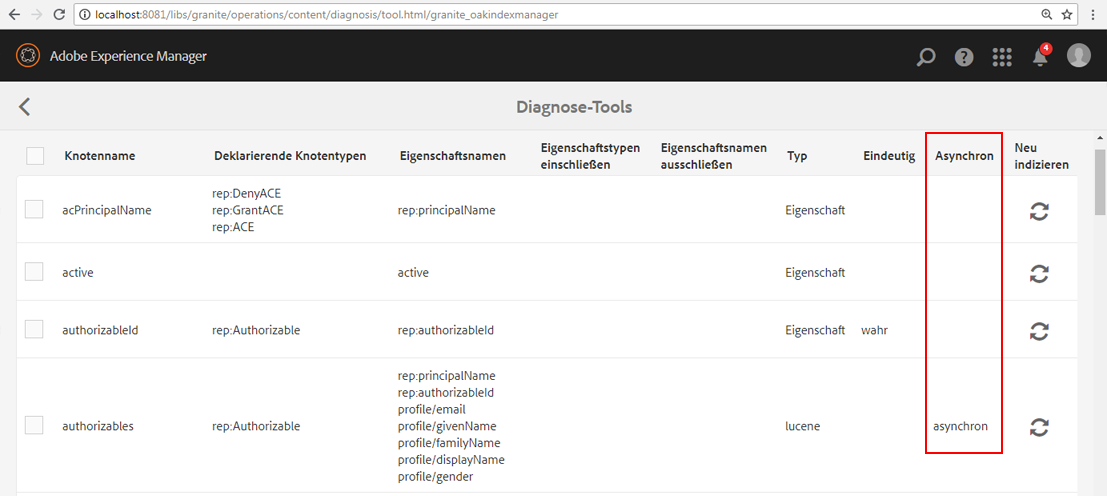 localhost:8081/libs/granite/operations/content/diagnosis/tool.html/granite_oakindexmanager
Adobe Experience Manager
4
Diagnose-Tools
Knotenname Deklarierende Knotentypen Eigenschaftsnamen Eigenschaftstypen einschließen Eigenschaftsnamen ausschließen Typ Eindeutig Asynchron Neu indizieren
acPrincipalName
rep:DenyACE
rep:GrantACE
rep:ACE
rep:principalName
Eigenschaft
active active Eigenschaft
authorizableId rep:Authorizable rep:authorizableId Eigenschaft wahr
authorizables
rep:Authorizable
rep:principalName
rep:authorizableId
profile/email
profile/givenName
profile/familyName
profile/displayName
profile/gender
lucene
asynchron